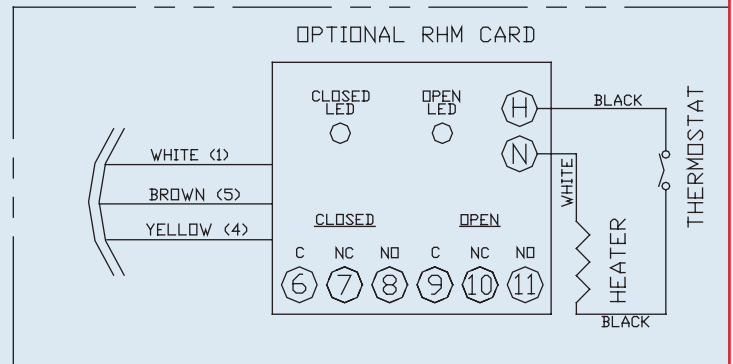 OPTIONAL RHM CARD
CLOSED
LED
OPEN
LED
H
BLACK
THERMOSTAT
WHITE (1)
N
WHITE
BROWN (5)
YELLOW (4)
CLOSED
OPEN
HEATER
C NC NO C NC NO
6 7 8 9 10 11
BLACK